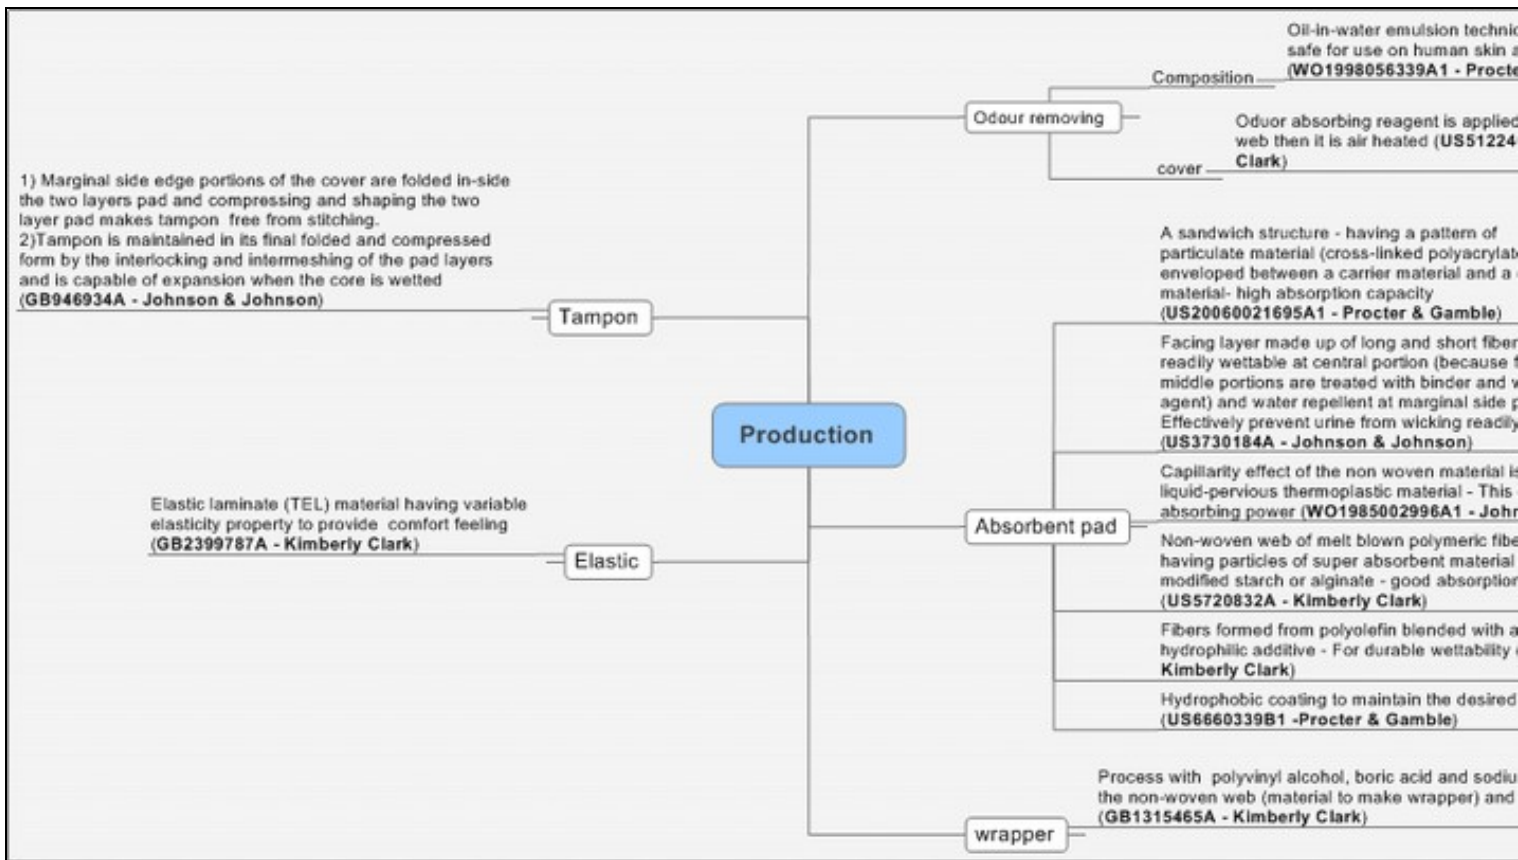 Oil-in-water emulsion
safe for use on human skin
(WO1998056339A1 -
Composition
Odour removing
Oduor absorbing reagent is applied
web then it is air heated
Clark)
cover
1) Marginal side edge portions of the cover are folded in-side
the two layers pad and compressing and shaping the two
layer pad makes tampon free from stitching.
2)Tampon is maintained in its final folded and compressed
form by the interlocking and intermeshing of the pad layers
and is capable of expansion when the core is wetted
(GB946934A - Johnson & Johnson)
Tampon
Production
Elastic laminate (TEL) material having variable
elasticity property to provide comfort feeling
(GB2399787A - Kimberly Clark)
Elastic
A sandwich structure - having a pattern of
particulate material (cross-linked
enveloped between a carrier material and a
material- high absorption capacity
(US20060021695A1 - Procter & Gamble)
Facing layer made up of long and short
readily wettable at central portion (because
middle portions are treated with binder and
agent) and water repellent at marginal side
Effectively prevent urine from wicking readily
(US3730184A - Johnson & Johnson)
Capillarity effect of the non woven material
liquid-pervious thermoplastic material - This
absorbing power (WO1985002996A1 -
Absorbent pad
Non-woven web of melt blown polymeric
having particles of super absorbent material
modified starch or alginate - good absorption
(US5720832A - Kimberly Clark)
Fibers formed from polyolefin blended with
hydrophilic additive - For durable wettability
Kimberly Clark)
Hydrophobic coating to maintain the desired
(US6660339B1 -Procter & Gamble)
Process with polyvinyl alcohol, boric acid and
the non-woven web (material to make wrapper) and
(GB1315465A - Kimberly Clark)
wrapper